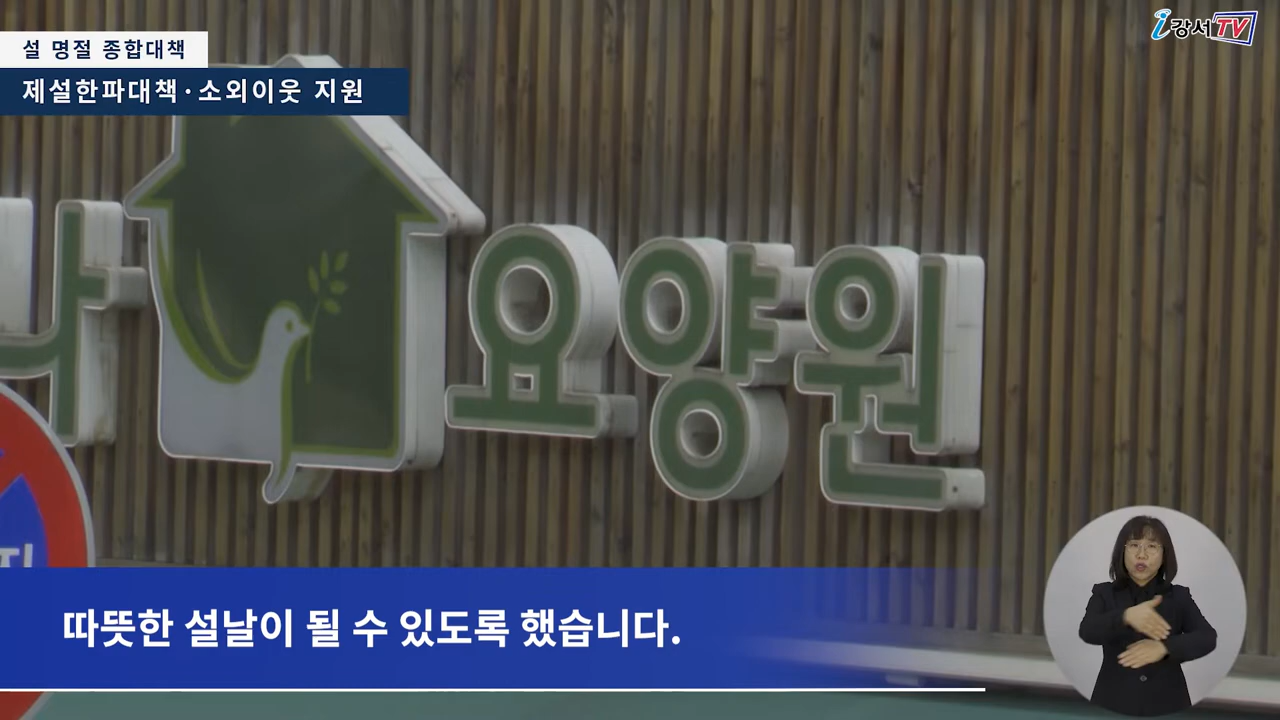 설 명절 종합대책
제설한파대책·소외이웃 지원
i강서TV
요양원
따뜻한 설날이 될 수 있도록 했습니다.